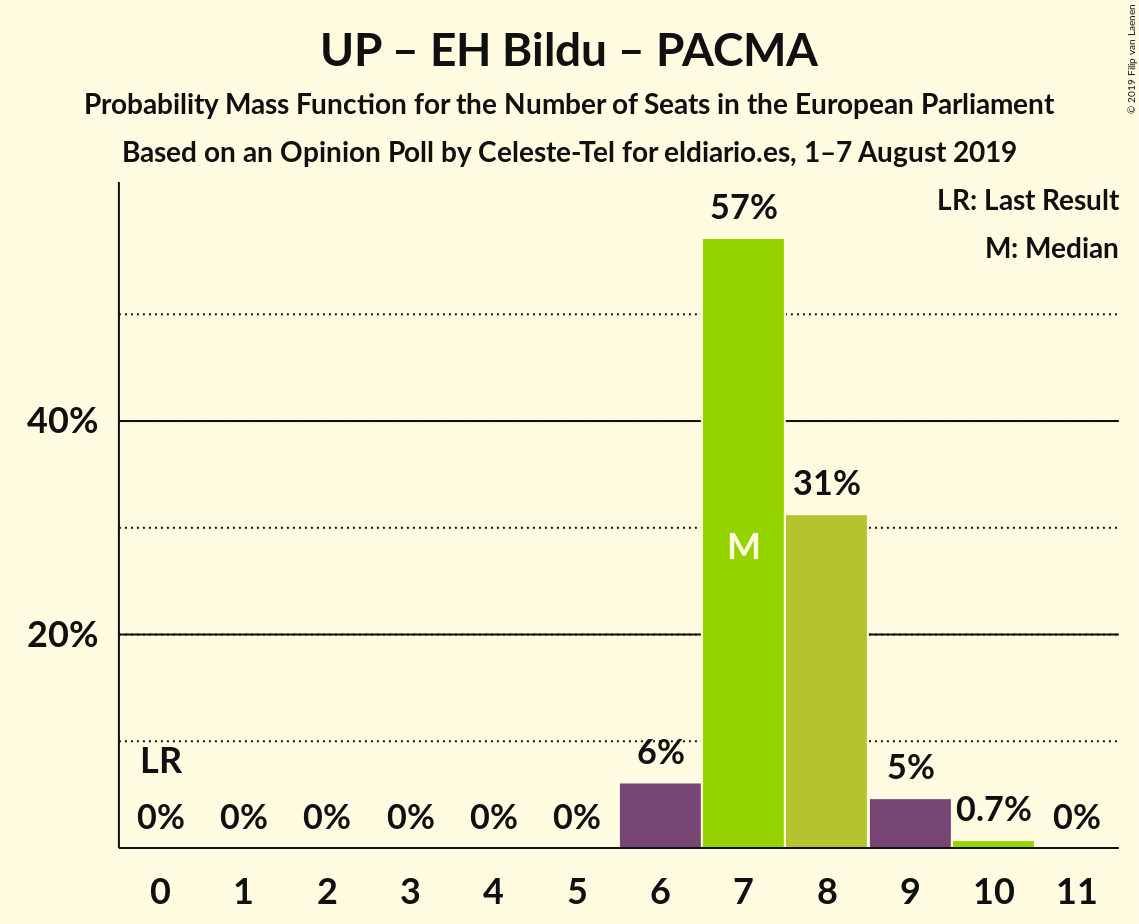 UP – EH Bildu – PACMA
Probability Mass Function for the Number of Seats in the European Parliament
Based on an Opinion Poll by Celeste-Tel for eldiario.es, 1–7 August 2019
© 2019 Filip van Laenen
LR: Last Result
M: Median
57%
40%
31%
M
20%
LR
6%
5%
0% 0% 0% 0% 0% 0% 0.7% 0%
0 1 2 3 4 5 6 7 8 9 10 11